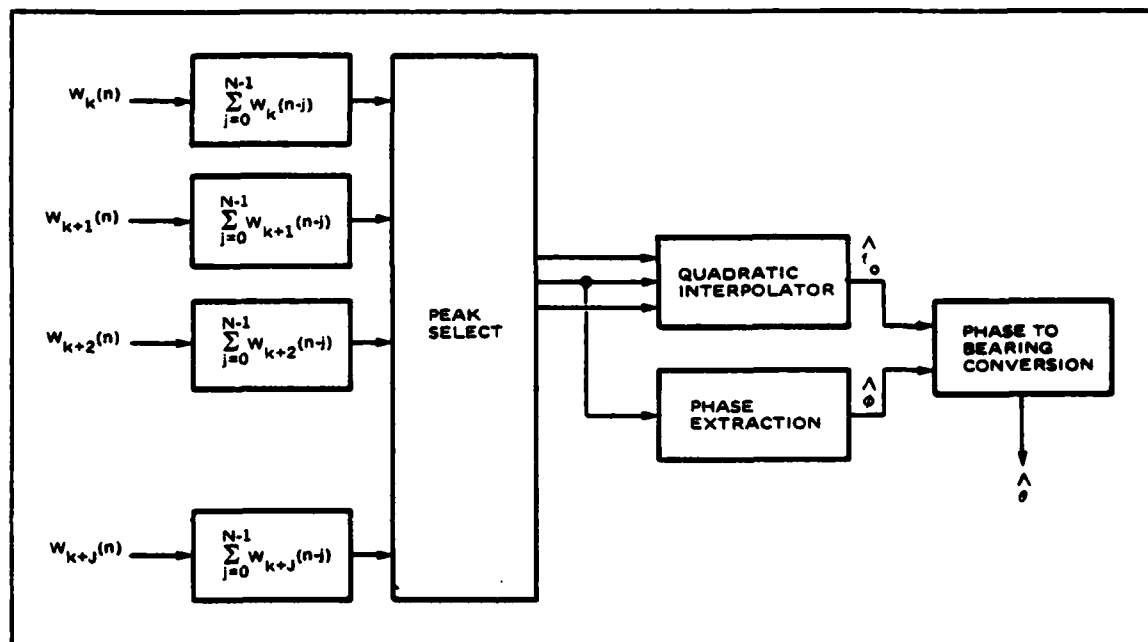 W_k(n)
N-1
∑ W_k(n-j)
j=0
W_{k+1}(n)
N-1
∑ W_{k+1}(n-j)
j=0
W_{k+2}(n)
N-1
∑ W_{k+2}(n-j)
j=0
W_{k+J}(n)
N-1
∑ W_{k+J}(n-j)
j=0
PEAK
SELECT
QUADRATIC
INTERPOLATOR
f̂_o
PHASE
EXTRACTION
ϕ̂
PHASE TO
BEARING
CONVERSION
θ̂